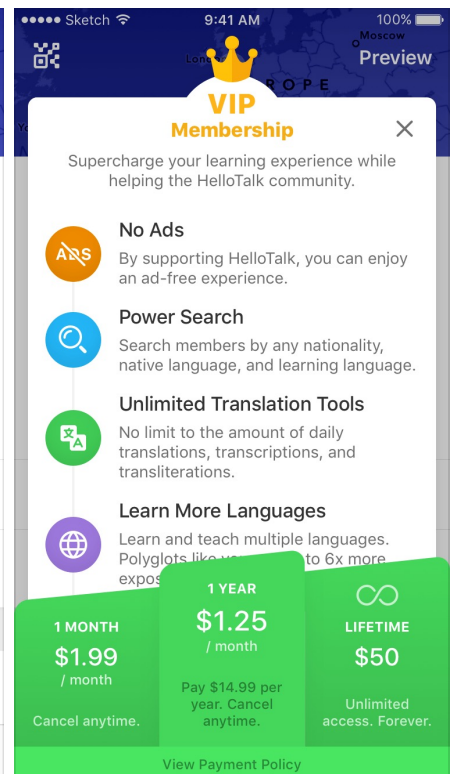 Sketch 9:41 AM 100%
Moscow
Preview
ROPE
VIP
Membership
Supercharge your learning experience while
helping the HelloTalk community.
ADS
No Ads
By supporting HelloTalk, you can enjoy
an ad-free experience.
Power Search
Search members by any nationality,
native language, and learning language.
Unlimited Translation Tools
No limit to the amount of daily
translations, transcriptions, and
transliterations.
文A
Learn More Languages
Learn and teach multiple languages.
Polyglots like to 6x more
1 MONTH
$1.99
/ month
Cancel anytime.
1 YEAR
$1.25
/ month
Pay $14.99 per
year. Cancel
anytime.
LIFETIME
$50
Unlimited
access. Forever.
View Payment Policy